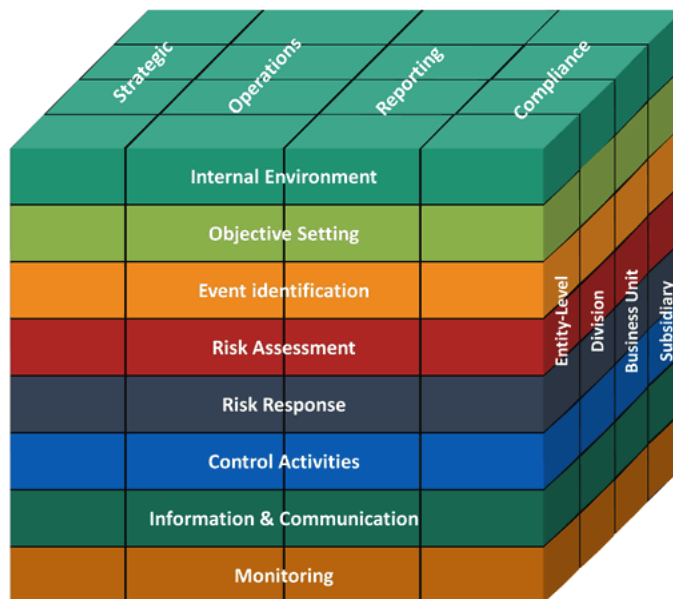 Strategic
Operations
Reporting
Compliance
Internal Environment
Objective Setting
Event identification
Risk Assessment
Risk Response
Control Activities
Information & Communication
Monitoring
Entity-Level
Division
Business Unit
Subsidiary